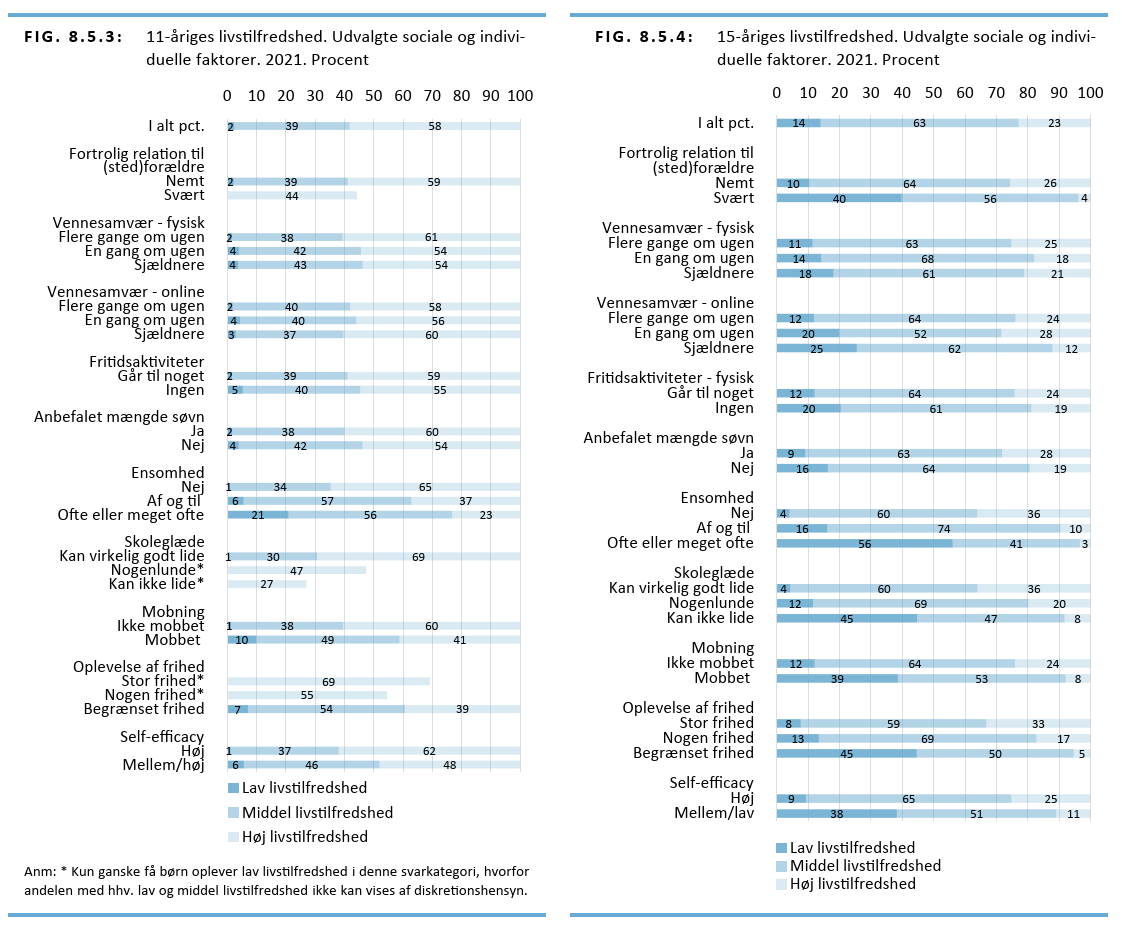 FIG. 8.5.3: 11-åriges livstilfredshed. Udvalgte sociale og indivi-
duelle faktorer. 2021. Procent
0 10 20 30 40 50 60 70 80 90 100
I alt pct. 2 39 58
Fortrolig relation til
(sted)forældre
Nemt 2 39 59
Svært 44
Vennesamvær - fysisk
Flere gange om ugen 2 38 61
En gang om ugen 4 42 54
Sjældnere 4 43 54
Vennesamvær - online
Flere gange om ugen 2 40 58
En gang om ugen 4 40 56
Sjældnere 3 37 60
Fritidsaktiviteter
Går til noget 2 39 59
Ingen 5 40 55
Anbefalet mængde søvn
Ja 2 38 60
Nej 4 42 54
Ensomhed
Nej 1 34 65
Af og til 6 57 37
Ofte eller meget ofte 21 56 23
Skoleglæde
Kan virkelig godt lide 1 30 69
Nogenlunde* 47
Kan ikke lide* 27
Mobning
Ikke mobbet 1 38 60
Mobbet 10 49 41
Oplevelse af frihed
Stor frihed* 69
Nogen frihed* 55
Begrænset frihed 7 54 39
Self-efficacy
Høj 1 37 62
Mellem/høj 6 46 48
Lav livstilfredshed
Middel livstilfredshed
Høj livstilfredshed
Anm: * Kun ganske få børn oplever lav livstilfredshed i denne svarkategori, hvorfor
andelen med hhv. lav og middel livstilfredshed ikke kan vises af diskretionshensyn.
FIG. 8.5.4: 15-åriges livstilfredshed. Udvalgte sociale og indivi-
duelle faktorer. 2021. Procent
0 10 20 30 40 50 60 70 80 90 100
I alt pct. 14 63 23
Fortrolig relation til
(sted)forældre
Nemt 10 64 26
Svært 40 56 4
Vennesamvær - fysisk
Flere gange om ugen 11 63 25
En gang om ugen 14 68 18
Sjældnere 18 61 21
Vennesamvær - online
Flere gange om ugen 12 64 24
En gang om ugen 20 52 28
Sjældnere 25 62 12
Fritidsaktiviteter - fysisk
Går til noget 12 64 24
Ingen 20 61 19
Anbefalet mængde søvn
Ja 9 63 28
Nej 16 64 19
Ensomhed
Nej 4 60 36
Af og til 16 74 10
Ofte eller meget ofte 56 41 3
Skoleglæde
Kan virkelig godt lide 4 60 36
Nogenlunde 12 69 20
Kan ikke lide 45 47 8
Mobning
Ikke mobbet 12 64 24
Mobbet 39 53 8
Oplevelse af frihed
Stor frihed 8 59 33
Nogen frihed 13 69 17
Begrænset frihed 45 50 5
Self-efficacy
Høj 9 65 25
Mellem/lav 38 51 11
Lav livstilfredshed
Middel livstilfredshed
Høj livstilfredshed